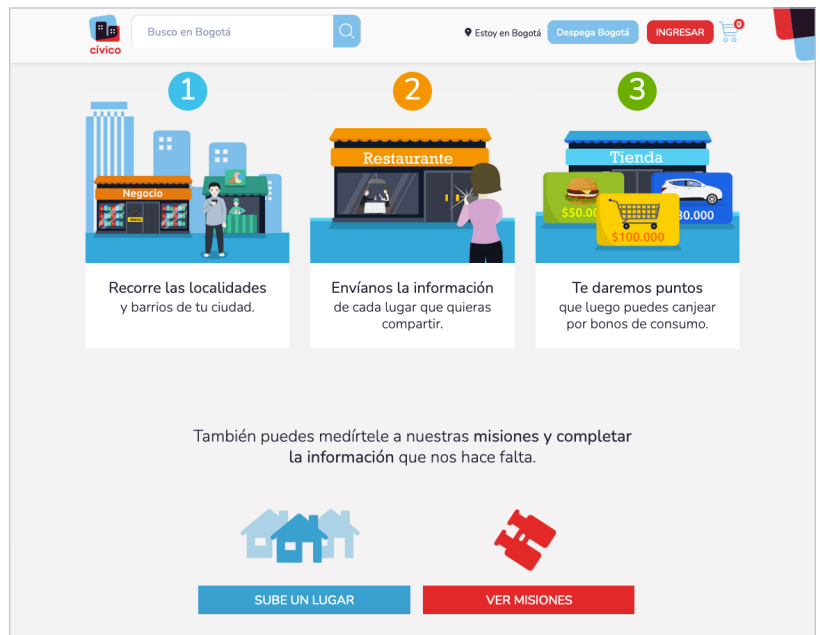 cívico
Busco en Bogotá
Estoy en Bogotá
Despega Bogotá
INGRESAR
0
1
2
3
Negocio
Restaurante
Tienda
$50.00
30.000
$100.000
Recorre las localidades
y barrios de tu ciudad.
Envíanos la información
de cada lugar que quieras
compartir.
Te daremos puntos
que luego puedes canjear
por bonos de consumo.
También puedes medírtele a nuestras misiones y completar
la información que nos hace falta.
SUBE UN LUGAR
VER MISIONES